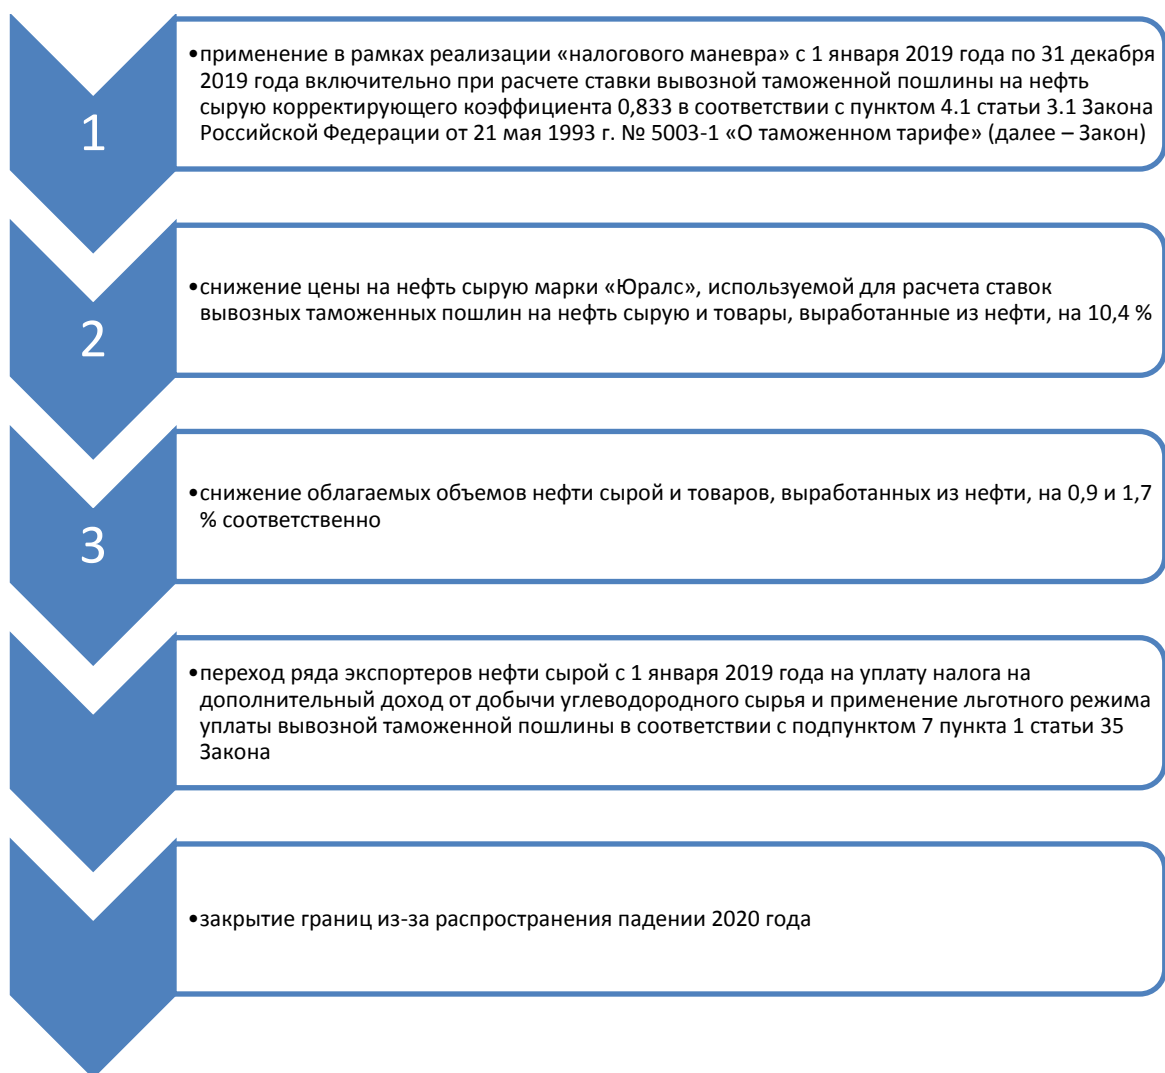 1
•применение в рамках реализации «налогового маневра» с 1 января 2019 года по 31 декабря
2019 года включительно при расчете ставки вывозной таможенной пошлины на нефть
сырую корректирующего коэффициента 0,833 в соответствии с пунктом 4.1 статьи 3.1 Закона
Российской Федерации от 21 мая 1993 г. № 5003-1 «О таможенном тарифе» (далее – Закон)
2
•снижение цены на нефть сырую марки «Юралс», используемой для расчета ставок
вывозных таможенных пошлин на нефть сырую и товары, выработанные из нефти, на 10,4 %
3
•снижение облагаемых объемов нефти сырой и товаров, выработанных из нефти, на 0,9 и 1,7
% соответственно
•переход ряда экспортеров нефти сырой с 1 января 2019 года на уплату налога на
дополнительный доход от добычи углеводородного сырья и применение льготного режима
уплаты вывозной таможенной пошлины в соответствии с подпунктом 7 пункта 1 статьи 35
Закона
•закрытие границ из-за распространения падении 2020 года